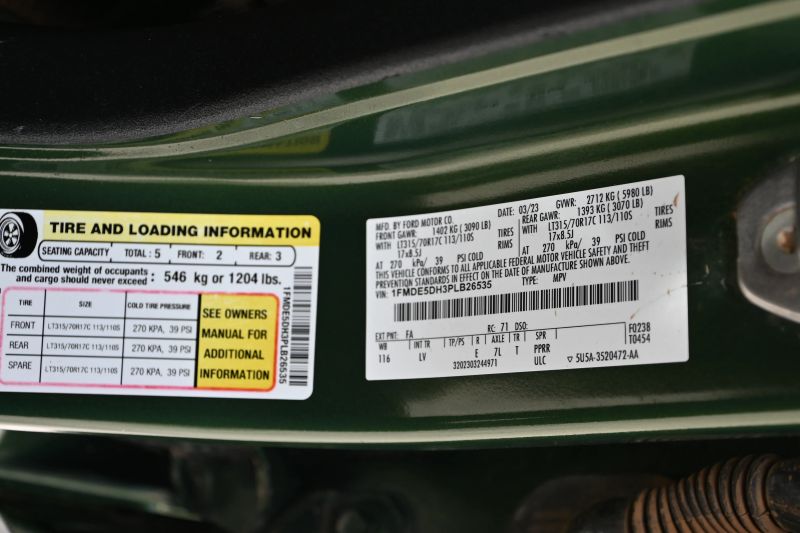 TIRE AND LOADING INFORMATION
SEATING CAPACITY TOTAL : 5 FRONT: 2 REAR: 3
The combined weight of occupants and cargo should never exceed : 546 kg or 1204 lbs.
TIRE SIZE COLD TIRE PRESSURE
FRONT LT315/70R17C 113/110S 270 KPA, 39 PSI
REAR LT315/70R17C 113/110S 270 KPA, 39 PSI
SPARE LT315/70R17C 113/110S 270 KPA, 39 PSI
SEE OWNERS
MANUAL FOR
ADDITIONAL
INFORMATION
1FMDE5DH3PLB26535
MFD. BY FORD MOTOR CO. DATE: 03/23 GVWR: 2712 KG ( 5980 LB)
FRONT GAWR: 1402 KG ( 3090 LB) REAR GAWR: 1393 KG ( 3070 LB)
WITH LT315/70R17C 113/110S TIRES WITH LT315/70R17C 113/110S TIRES
17x8.5J RIMS 17x8.5J RIMS
AT 270 kPa/ 39 PSI COLD AT 270 kPa/ 39 PSI COLD
THIS VEHICLE CONFORMS TO ALL APPLICABLE FEDERAL MOTOR VEHICLE SAFETY AND THEFT
PREVENTION STANDARDS IN EFFECT ON THE DATE OF MANUFACTURE SHOWN ABOVE.
VIN: 1FMDE5DH3PLB26535 TYPE: MPV
EXT PNT: FA RC: 71 DSO: F0238
WB INT TR TP/PS R AXLE TR SPR T0454
116 LV E 7L T PPRR
3202303244971 ULC 5U5A-3520472-AA